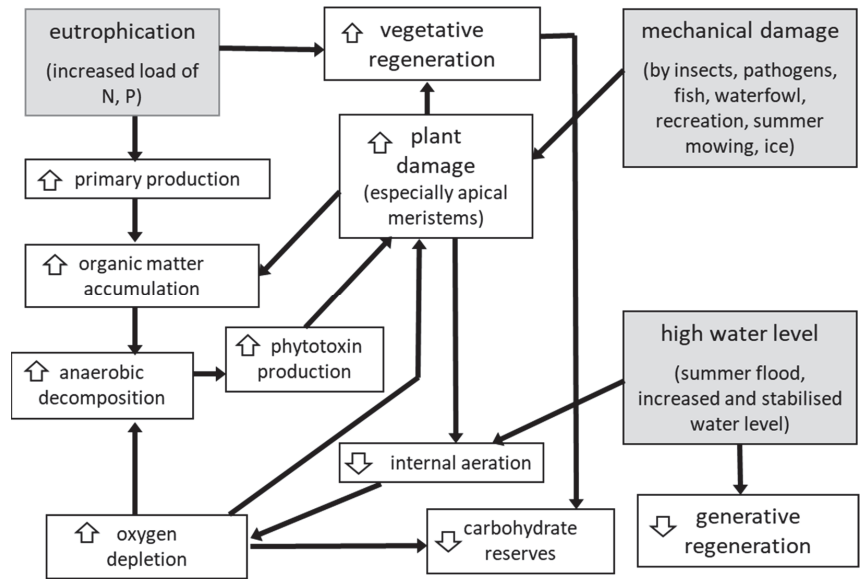 eutrophication
(increased load of
N, P)
vegetative
regeneration
mechanical damage
(by insects, pathogens,
fish, waterfowl,
recreation, summer
mowing, ice)
plant
damage
(especially apical
meristems)
primary production
organic matter
accumulation
phytotoxin
production
anaerobic
decomposition
high water level
(summer flood,
increased and stabilised
water level)
internal aeration
oxygen
depletion
carbohydrate
reserves
generative
regeneration